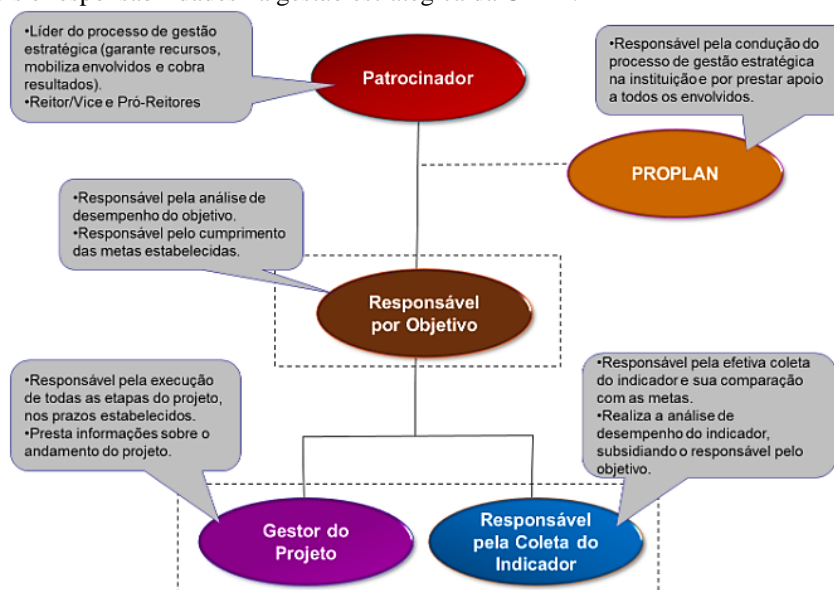 responsabilidades na gestão estratégica da
•Líder do processo de gestão
estratégica (garante recursos,
mobiliza envolvidos e cobra
resultados).
•Reitor/Vice e Pró-Reitores
Patrocinador
•Responsável pela condução do
processo de gestão estratégica
na instituição e por prestar apoio
a todos os envolvidos.
PROPLAN
•Responsável pela análise de
desempenho do objetivo.
•Responsável pelo cumprimento
das metas estabelecidas.
Responsável
por Objetivo
•Responsável pela execução
de todas as etapas do projeto,
nos prazos estabelecidos.
•Presta informações sobre o
andamento do projeto.
•Responsável pela efetiva coleta
do indicador e sua comparação
com as metas.
•Realiza a análise de
desempenho do indicador,
subsidiando o responsável pelo
objetivo.
Gestor do
Projeto
Responsável
pela Coleta do
Indicador